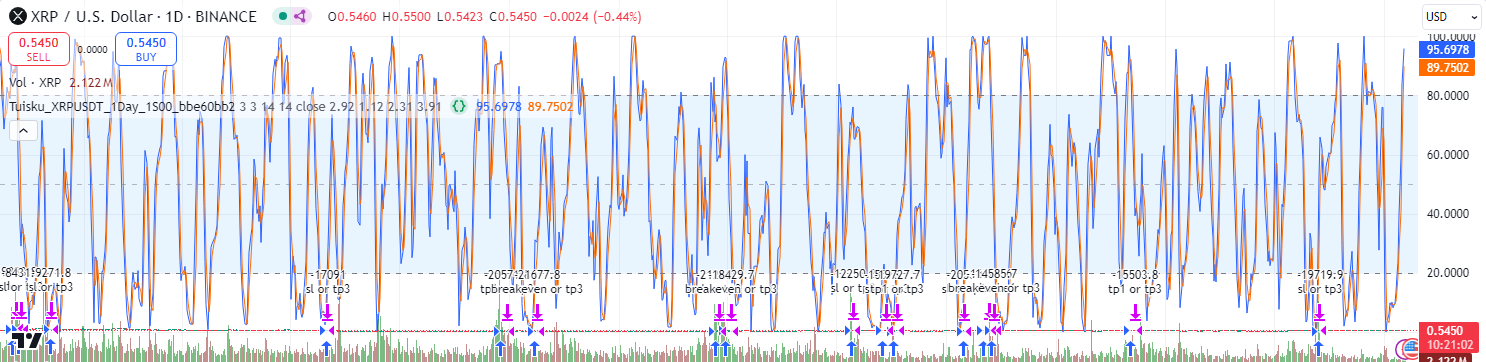 XRP / U.S. Dollar · 1D · BINANCE O0.5460 H0.5500 L0.5423 C0.5450 −0.0024 (−0.44%)
USD
0.5450 SELL
0.0000
0.5450 BUY
100.0000
95.6978
89.7502
Vol · XRP 2.122 M
Tuisku_XRPUSDT_1Day_1S00_bbe60bb2 3 3 14 14 close 2.92 1.12 2.31 3.91 95.6978 89.7502
80.0000
60.0000
40.0000
20.0000
-17091
sl or tp3
-12250
-15503.8
tp1 or tp3
-19719.9
sl or tp3
breakeven or tp3
0.5450
10:21:02
2.122 M